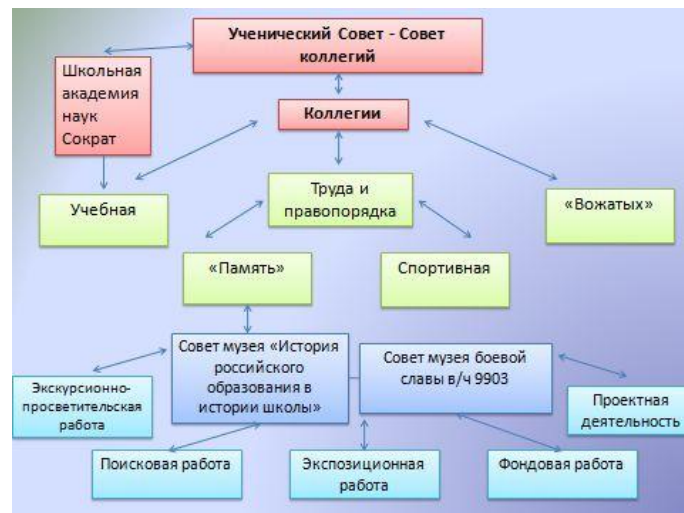 Ученический Совет - Совет
коллегий
Школьная
академия
наук
Сократ
Коллегии
Учебная
Труда и
правопорядка
«Вожатых»
«Память»
Спортивная
Совет музея «История
российского
образования в
истории школы»
Совет музея боевой
славы в/ч 9903
Экскурсионно-
просветительская
работа
Проектная
деятельность
Поисковая работа
Экспозиционная
работа
Фондовая работа